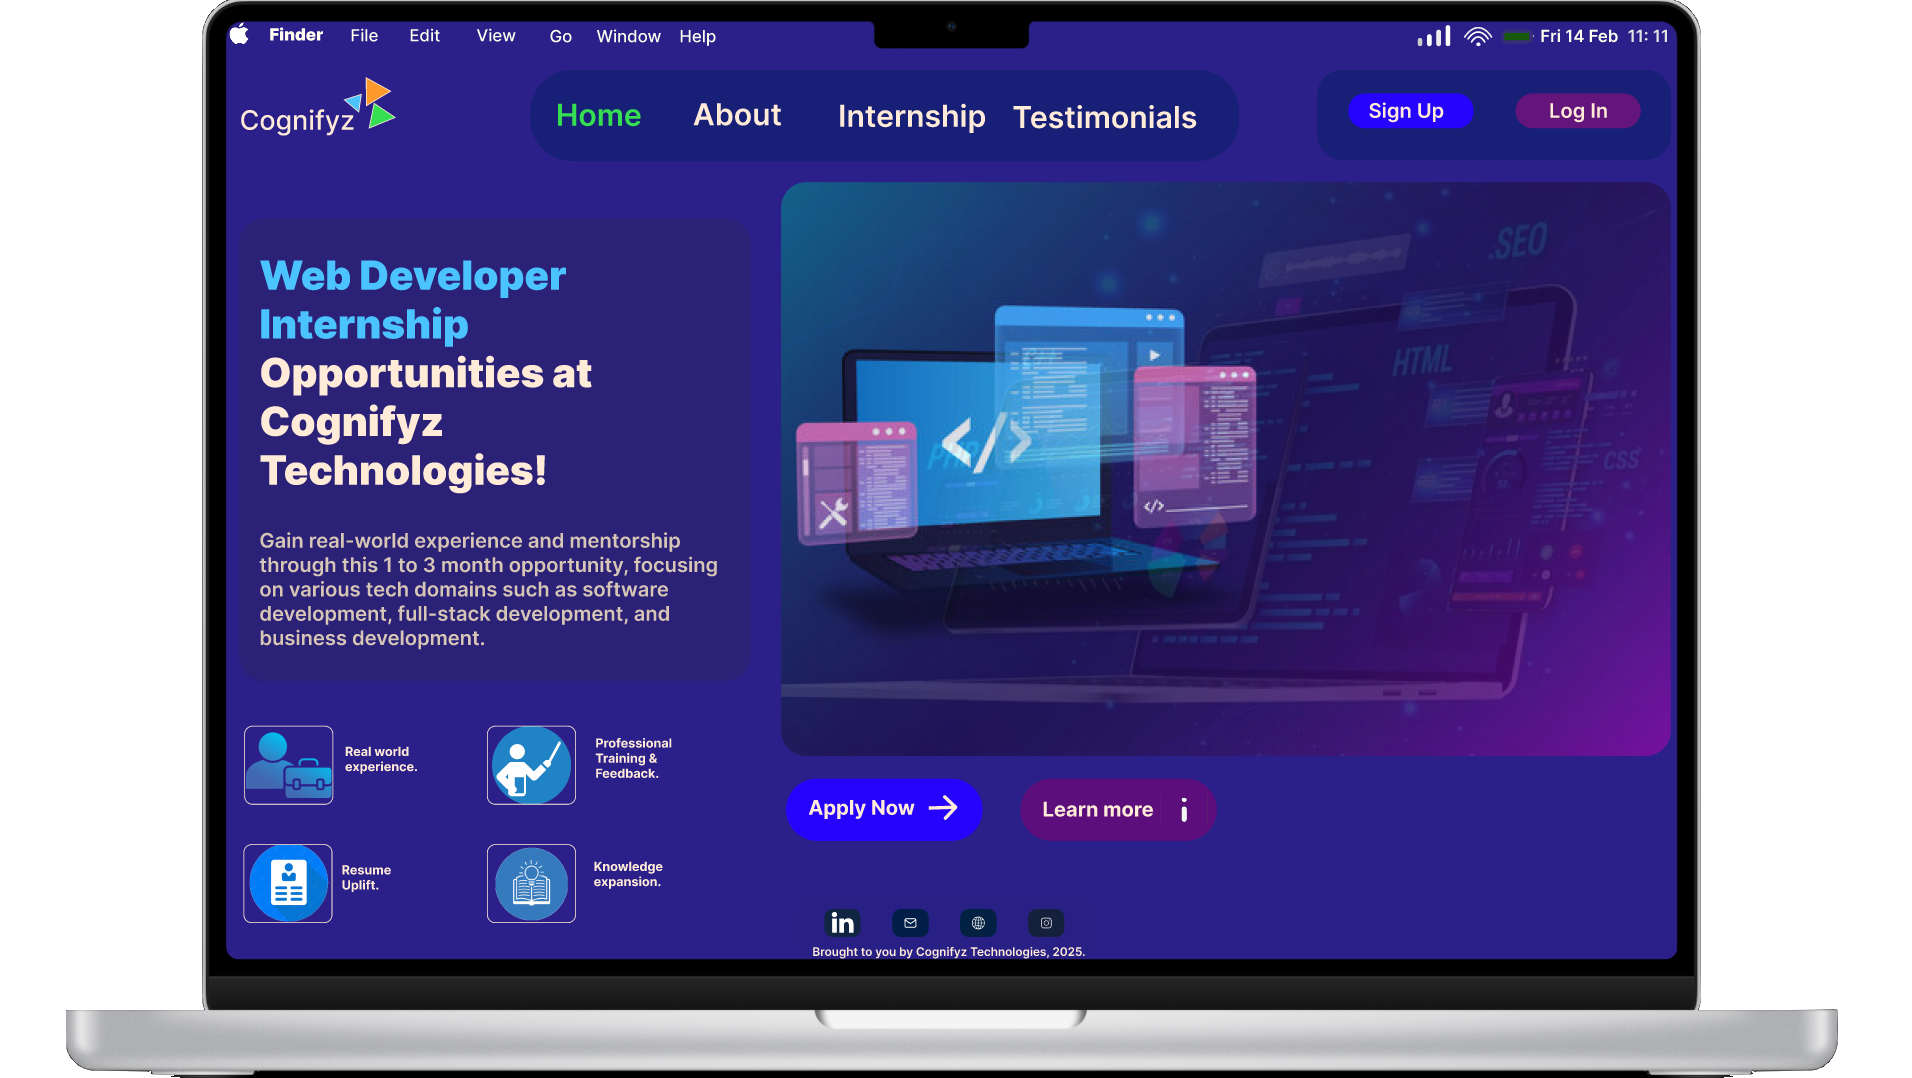 Finder File Edit View Go Window Help
Fri 14 Feb 11: 11
Cognifyz
Home About Internship Testimonials
Sign Up Log In
Web Developer
Internship
Opportunities at
Cognifyz
Technologies!
Gain real-world experience and mentorship
through this 1 to 3 month opportunity, focusing
on various tech domains such as software
development, full-stack development, and
business development.
.SEO
HTML
CSS
</>
</>
Real world
experience.
Professional
Training &
Feedback.
Resume
Uplift.
Knowledge
expansion.
Apply Now
Learn more i
in
Brought to you by Cognifyz Technologies, 2025.